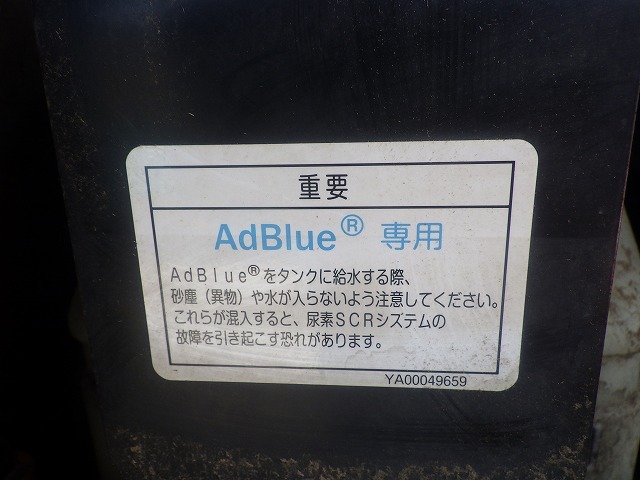 重要
AdBlue® 専用
AdBlue®をタンクに給水する際、
砂塵（異物）や水が入らないよう注意してください。
これらが混入すると、尿素SCRシステムの
故障を引き起こす恐れがあります。
YA00049659